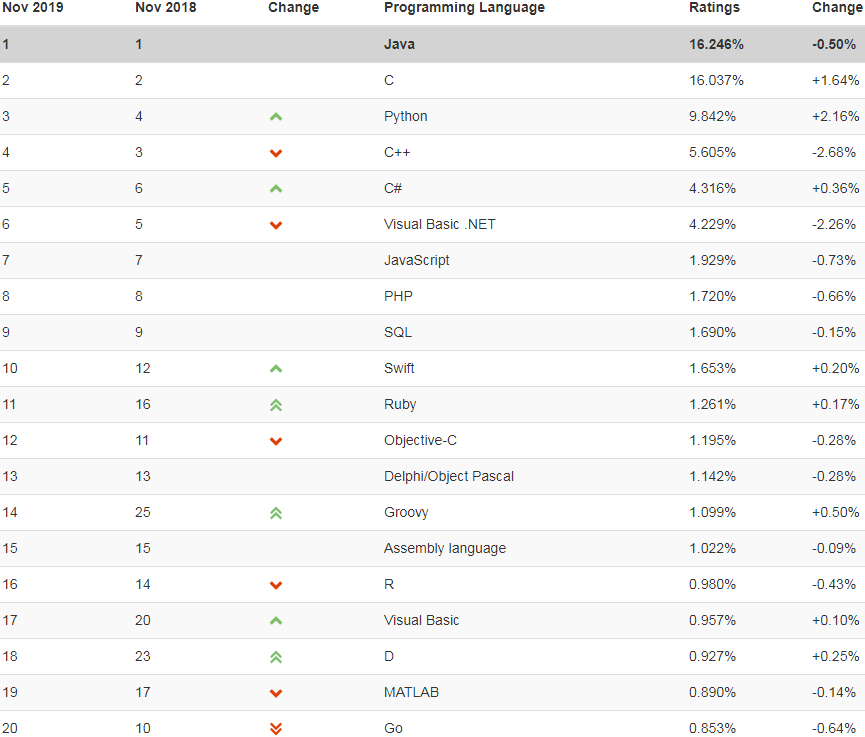 Nov 2019 Nov 2018 Change Programming Language Ratings Change
1 1 Java 16.246% -0.50%
2 2 C 16.037% +1.64%
3 4 Python 9.842% +2.16%
4 3 C++ 5.605% -2.68%
5 6 C# 4.316% +0.36%
6 5 Visual Basic .NET 4.229% -2.26%
7 7 JavaScript 1.929% -0.73%
8 8 PHP 1.720% -0.66%
9 9 SQL 1.690% -0.15%
10 12 Swift 1.653% +0.20%
11 16 Ruby 1.261% +0.17%
12 11 Objective-C 1.195% -0.28%
13 13 Delphi/Object Pascal 1.142% -0.28%
14 25 Groovy 1.099% +0.50%
15 15 Assembly language 1.022% -0.09%
16 14 R 0.980% -0.43%
17 20 Visual Basic 0.957% +0.10%
18 23 D 0.927% +0.25%
19 17 MATLAB 0.890% -0.14%
20 10 Go 0.853% -0.64%